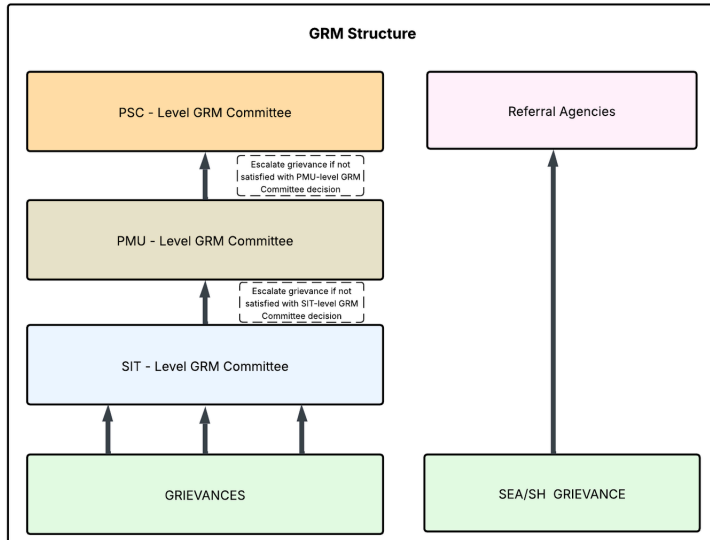 GRM Structure
PSC - Level GRM Committee
Referral Agencies
Escalate grievance if not
satisfied with PMU-level GRM
Committee decision
PMU - Level GRM Committee
Escalate grievance if not
satisfied with SIT-level GRM
Committee decision
SIT - Level GRM Committee
GRIEVANCES
SEA/SH GRIEVANCE